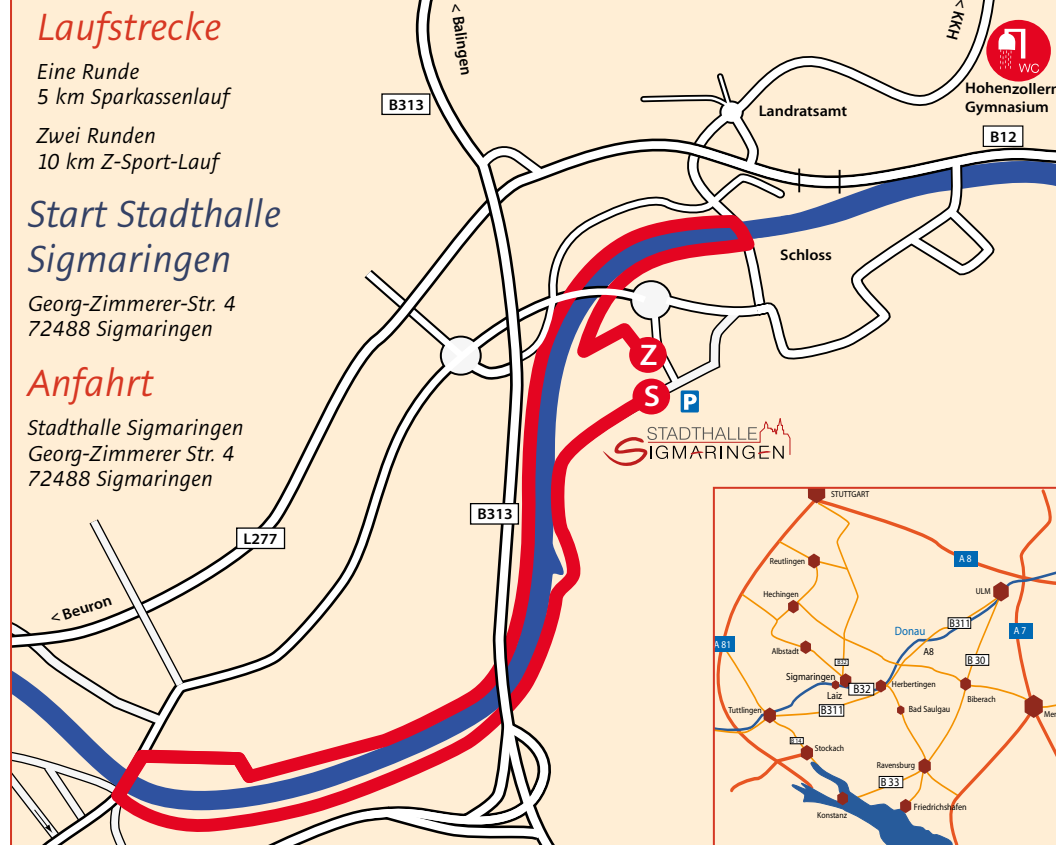 Laufstrecke
Eine Runde
5 km Sparkassenlauf
Zwei Runden
10 km Z-Sport-Lauf
Start Stadthalle
Sigmaringen
Georg-Zimmerer-Str. 4
72488 Sigmaringen
Anfahrt
Stadthalle Sigmaringen
Georg-Zimmerer Str. 4
72488 Sigmaringen
< Balingen
< KKH
WC
Hohenzollern
Gymnasium
B313
Landratsamt
B12
Schloss
Z
S
P
STADTHALLE
SIGMARINGEN
B313
L277
< Beuron
STUTTGART
A 8
Reutlingen
ULM
Hechingen
B311
Donau
A 7
A 81
Albstadt
A8
B 30
B32
Sigmaringen
B32
Herbertingen
Laiz
Biberach
Tuttlingen
B311
Bad Saulgau
Mem
B 14
Stockach
Ravensburg
B 33
Konstanz
Friedrichshafen